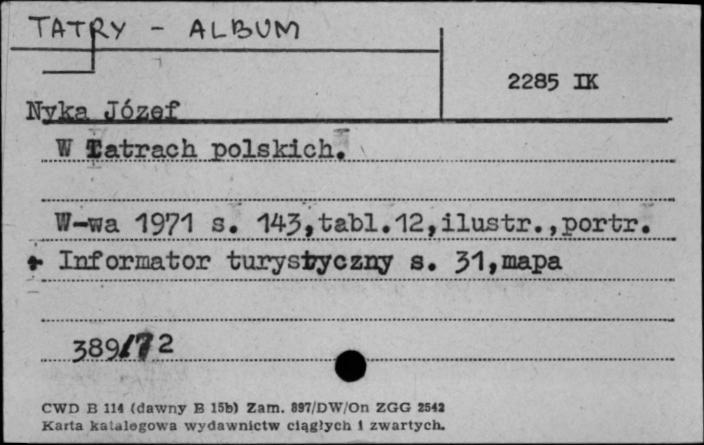 TATRY - ALBUM
2285 IK
Nyka Józef
W Tatrach polskich.
W-wa 1971 s. 143,tabl.12,ilustr.,portr.
+ Informator turystyczny s. 31,mapa
389/72
CWD B 114 (dawny B 15b) Zam. 897/DW/On ZGG 2542
Karta katalogowa wydawnictw ciągłych i zwartych.